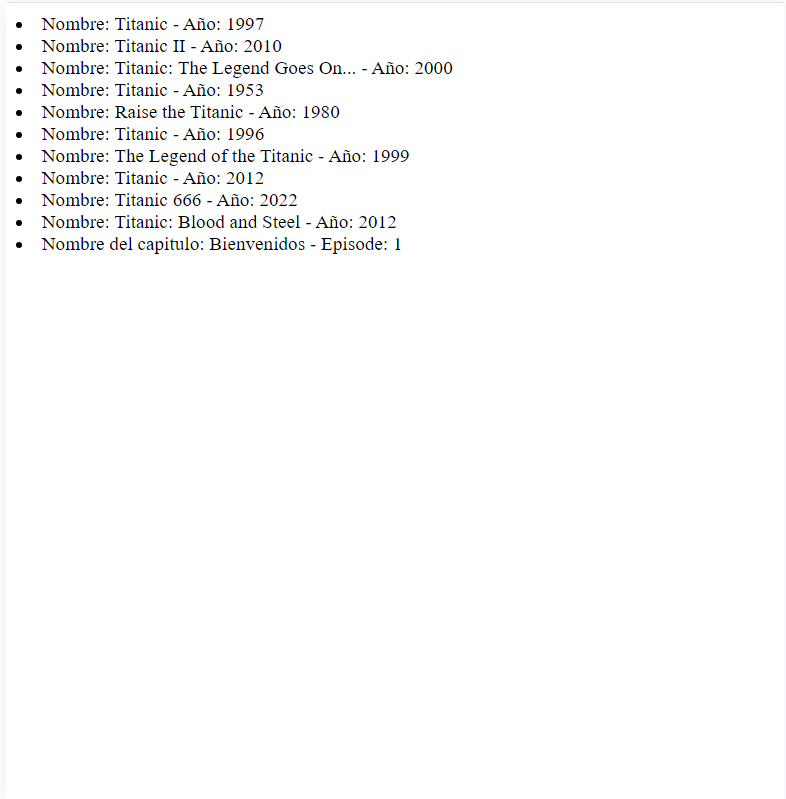 Nombre: Titanic - Año: 1997
Nombre: Titanic II - Año: 2010
Nombre: Titanic: The Legend Goes On... - Año: 2000
Nombre: Titanic - Año: 1953
Nombre: Raise the Titanic - Año: 1980
Nombre: Titanic - Año: 1996
Nombre: The Legend of the Titanic - Año: 1999
Nombre: Titanic - Año: 2012
Nombre: Titanic 666 - Año: 2022
Nombre: Titanic: Blood and Steel - Año: 2012
Nombre del capitulo: Bienvenidos - Episode: 1